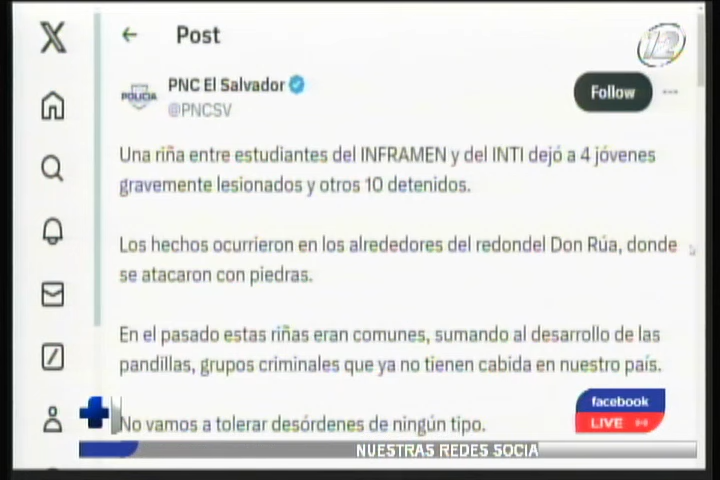 Post
12
POLICIA
PNC El Salvador
@PNCSV
Follow
Una riña entre estudiantes del INFRAMEN y del INTI dejó a 4 jóvenes
gravemente lesionados y otros 10 detenidos.
Los hechos ocurrieron en los alrededores del redondel Don Rúa, donde
se atacaron con piedras.
En el pasado estas riñas eran comunes, sumando al desarrollo de las
pandillas, grupos criminales que ya no tienen cabida en nuestro país.
No vamos a tolerar desórdenes de ningún tipo.
facebook
LIVE
NUESTRAS REDES SOCIA